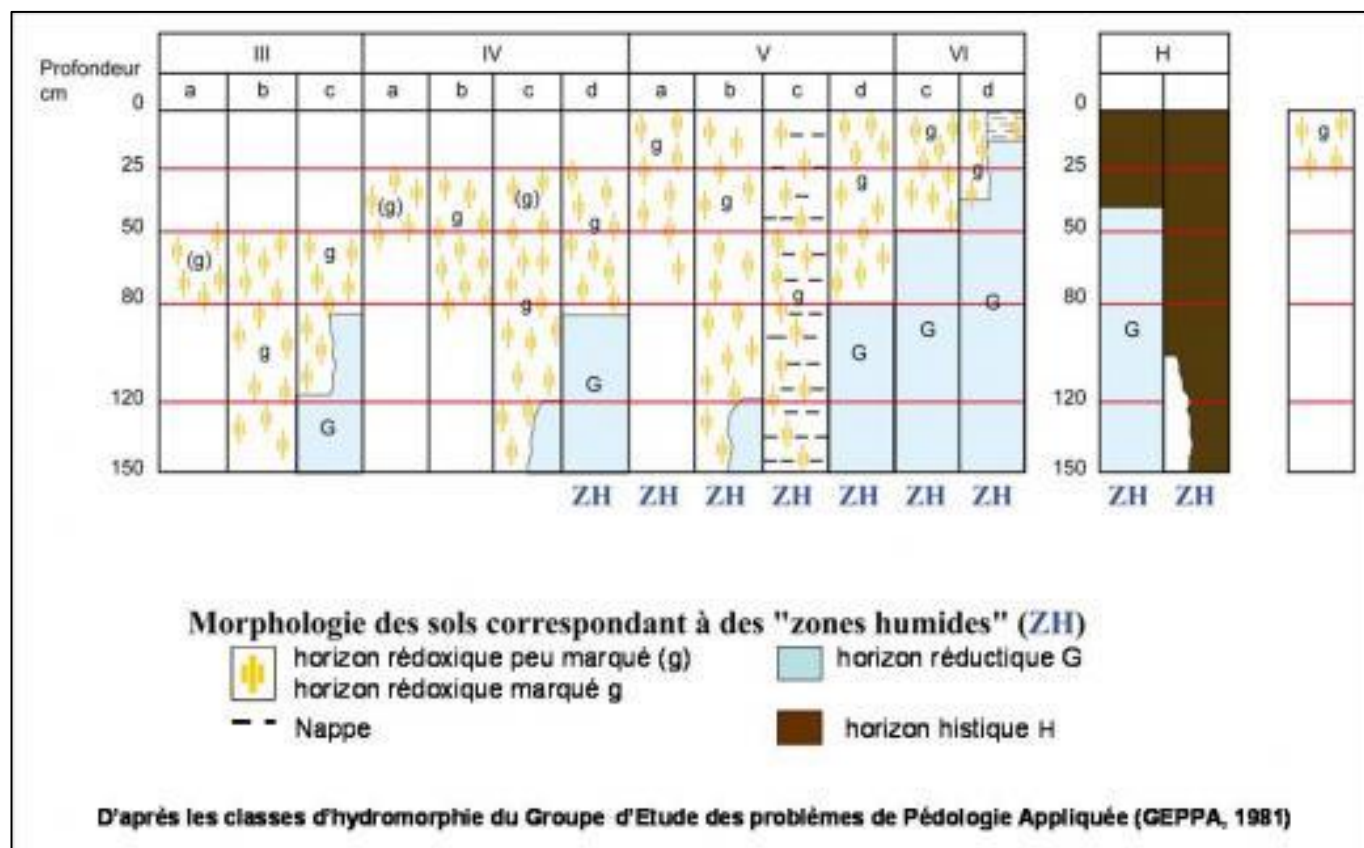 III IV V VI H
Profondeur
cm
a b c a b c d a b c d c d
0 0
g g g
25 25
(g) g (g) g g g g
50 50
(g) g
80 g g G 80
g G G G
120 G 120
G
150 150
ZH ZH ZH ZH ZH ZH ZH ZH ZH
Morphologie des sols correspondant à des "zones humides" (ZH)
horizon rédoxique peu marqué (g) horizon réductique G
horizon rédoxique marqué g
Nappe horizon histique H
D'après les classes d'hydromorphie du Groupe d'Etude des problèmes de Pédologie Appliquée (GEPPA, 1981)